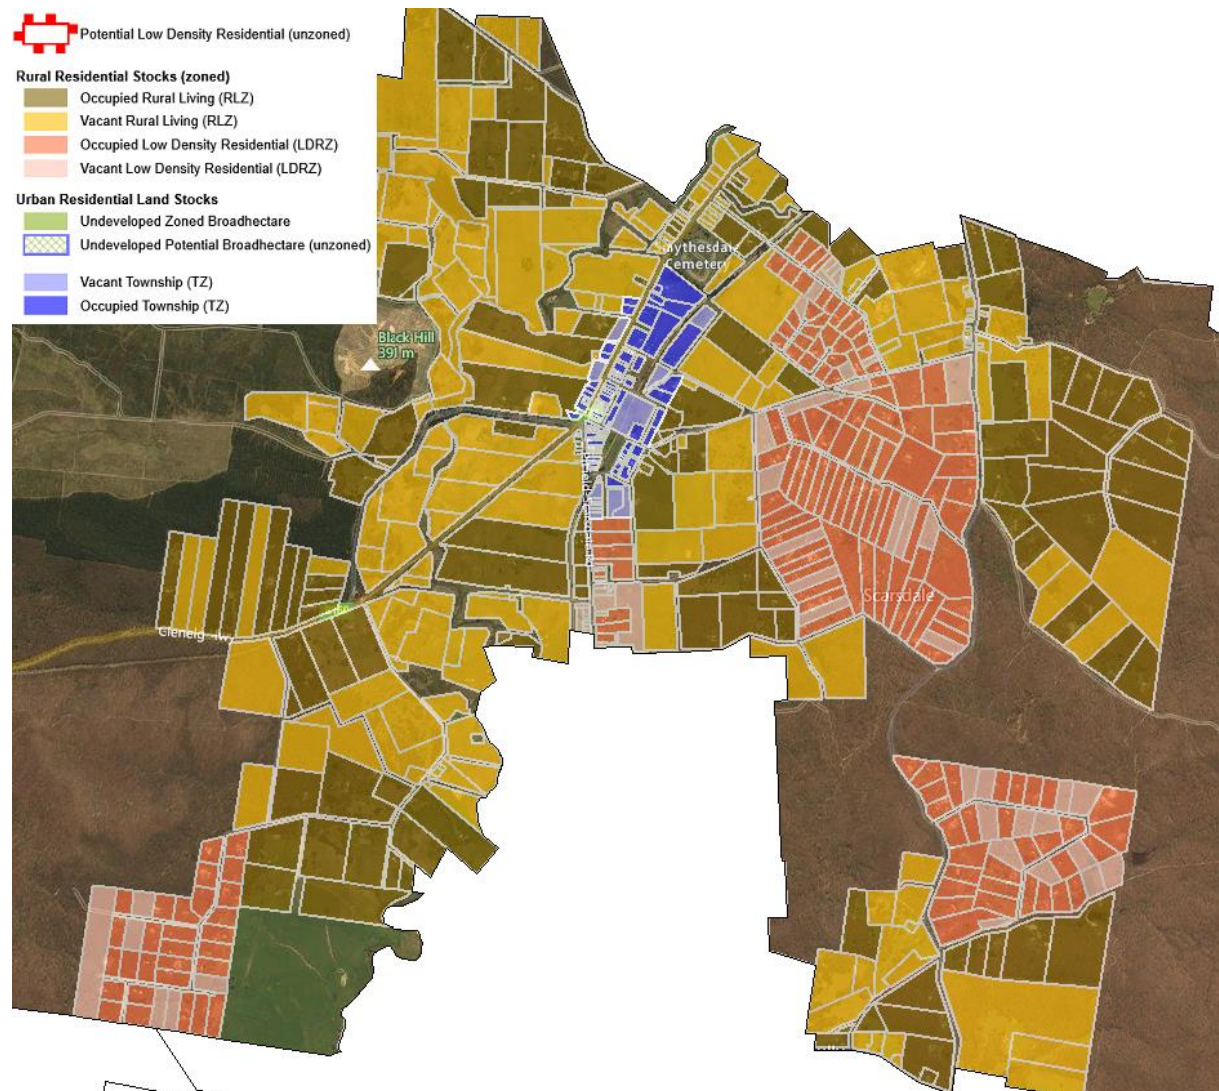 Potential Low Density Residential (unzoned)
Rural Residential Stocks (zoned)
Occupied Rural Living (RLZ)
Vacant Rural Living (RLZ)
Occupied Low Density Residential (LDRZ)
Vacant Low Density Residential (LDRZ)
Urban Residential Land Stocks
Undeveloped Zoned Broadhectare
Undeveloped Potential Broadhectare (unzoned)
Vacant Township (TZ)
Occupied Township (TZ)
mythesdale
Cemetery
Black Hill
391 m
Scarsdale